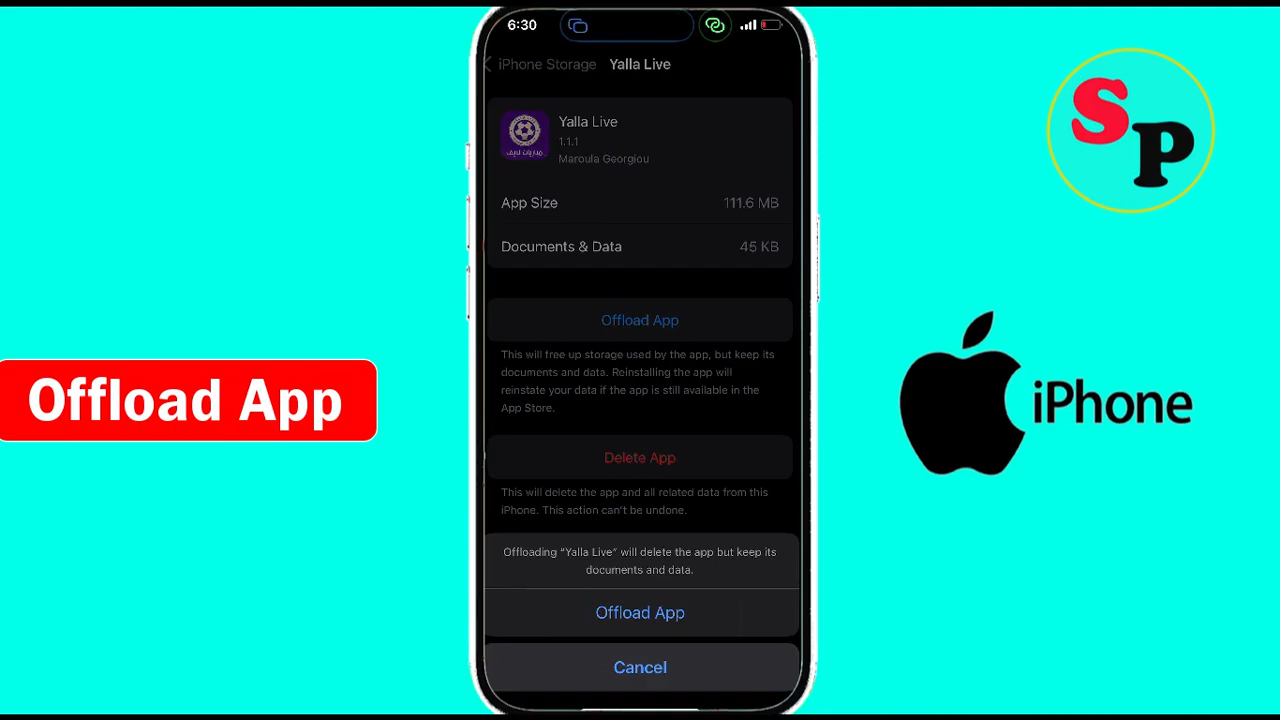 6:30
iPhone Storage Yalla Live
Yalla Live
1.1.1
Maroula Georgiou
مباريات لايف
App Size 111.6 MB
Documents & Data 45 KB
Offload App
This will free up storage used by the app, but keep its
documents and data. Reinstalling the app will
reinstate your data if the app is still available in the
App Store.
Delete App
This will delete the app and all related data from this
iPhone. This action can't be undone.
Offloading “Yalla Live” will delete the app but keep its
documents and data.
Offload App
Cancel
Offload App
SP
iPhone